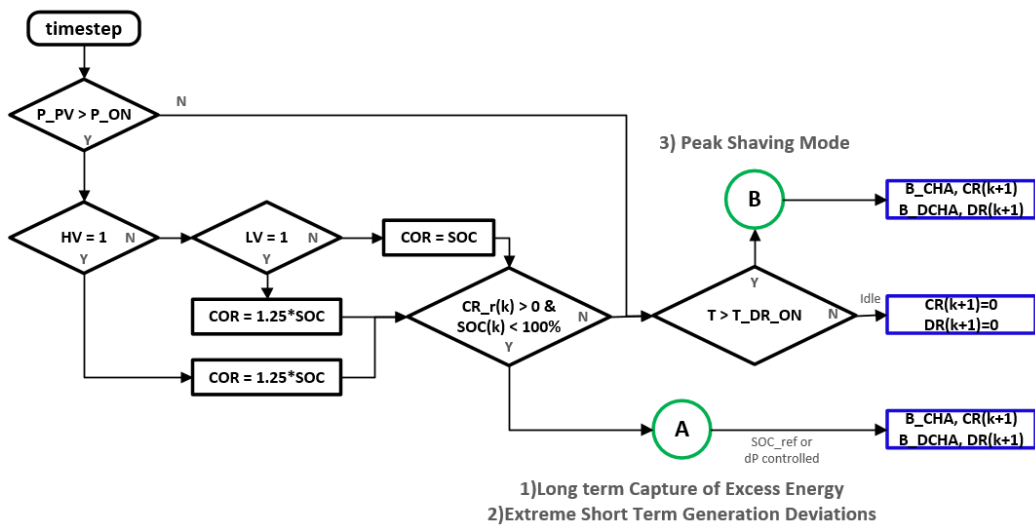 timestep
P_PV > P_ON
N
Y
3) Peak Shaving Mode
B
B_CHA, CR(k+1)
B_DCHA, DR(k+1)
HV = 1
N
Y
LV = 1
N
Y
COR = SOC
COR = 1.25*SOC
COR = 1.25*SOC
CR_r(k) > 0 &
SOC(k) < 100%
N
Y
Y
T > T_DR_ON
N
Idle
CR(k+1)=0
DR(k+1)=0
A
SOC_ref or
dP controlled
B_CHA, CR(k+1)
B_DCHA, DR(k+1)
1)Long term Capture of Excess Energy
2)Extreme Short Term Generation Deviations